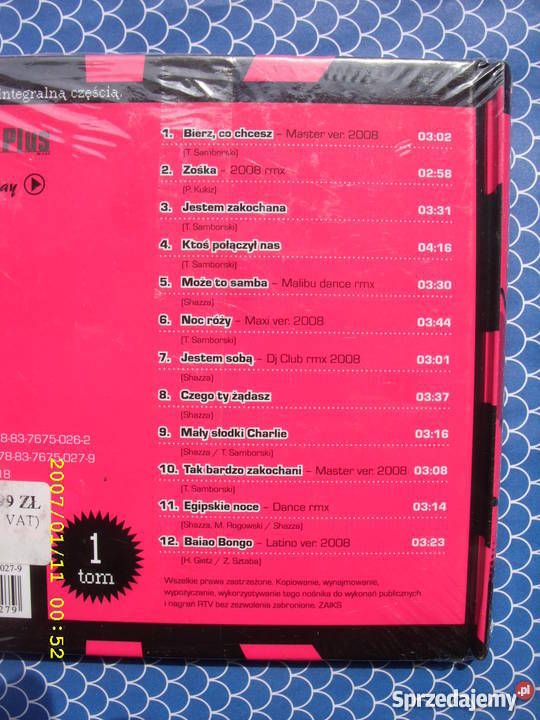 integralną częścią.
Plus
ay
1. Bierz, co chcesz – Master ver. 2008 03:02
(T. Samborski)
2. Zośka – 2008 rmx 02:58
(P. Kukiz)
3. Jestem zakochana 03:31
(T. Samborski)
4. Ktoś połączył nas 04:16
(T. Samborski)
5. Może to samba – Malibu dance rmx 03:30
(Shazza)
6. Noc róży – Maxi ver. 2008 03:44
(T. Samborski)
7. Jestem sobą – Dj Club rmx 2008 03:01
(Shazza)
8. Czego ty żądasz 03:37
(Shazza)
9. Mały słodki Charlie 03:16
(Shazza / T. Samborski)
10. Tak bardzo zakochani – Master ver. 2008 03:08
(T. Samborski)
11. Egipskie noce – Dance rmx 03:14
(Shazza, M. Rogowski / Shazza)
12. Baiao Bongo – Latino ver. 2008 03:23
(H. Gietz / Z. Sztaba)
78-83-7675-026-2
78-83-7675-027-9
18
99 ZŁ
VAT)
027-9
279
1
tom
Wszelkie prawa zastrzeżone. Kopiowanie, wynajmowanie,
wypożyczanie, wykorzystywanie tego nośnika do wykonań publicznych
i nagrań RTV bez zezwolenia zabronione. ZAIKS
2007/01/11 00:52
Sprzedajemy.pl